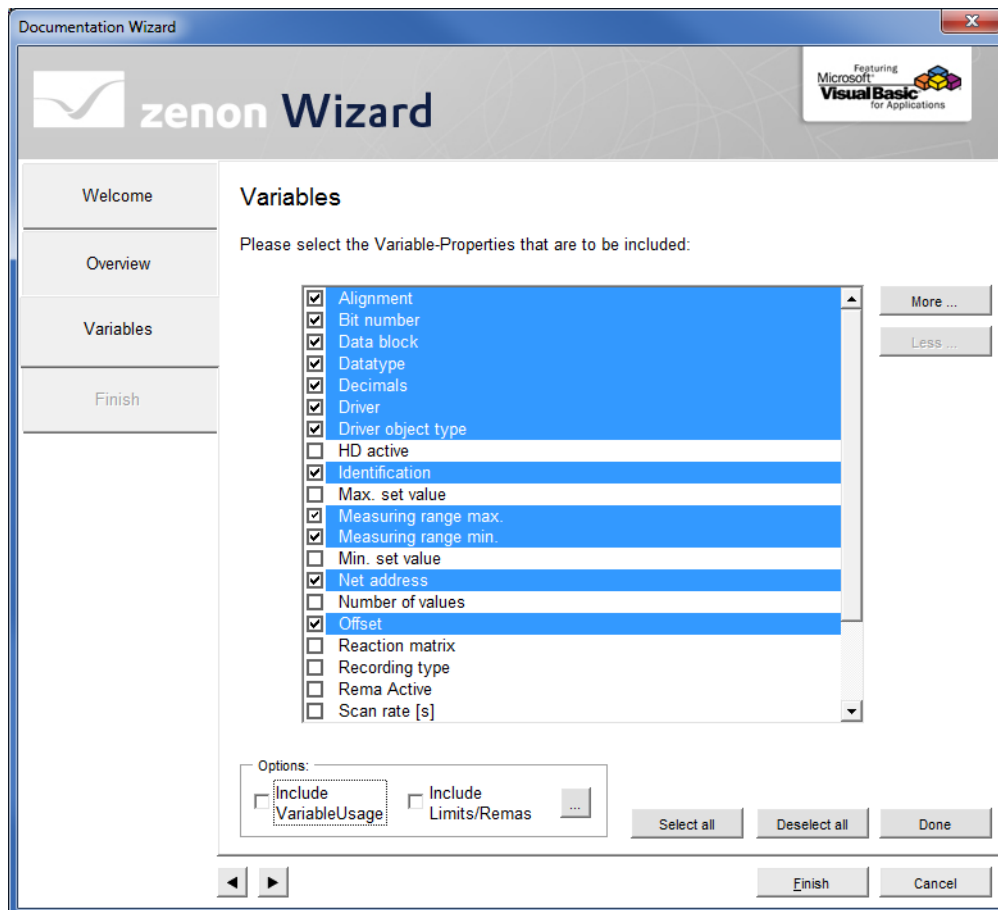 Documentation Wizard
x
zenon Wizard
Featuring
Microsoft®
Visual Basic®
for Applications
Welcome
Overview
Variables
Finish
Variables
Please select the Variable-Properties that are to be included:
Alignment
Bit number
Data block
Datatype
Decimals
Driver
Driver object type
HD active
Identification
Max. set value
Measuring range max.
Measuring range min.
Min. set value
Net address
Number of values
Offset
Reaction matrix
Recording type
Rema Active
Scan rate [s]
More ...
Less ...
Options:
Include
VariableUsage
Include
Limits/Remas
...
Select all
Deselect all
Done
Finish
Cancel